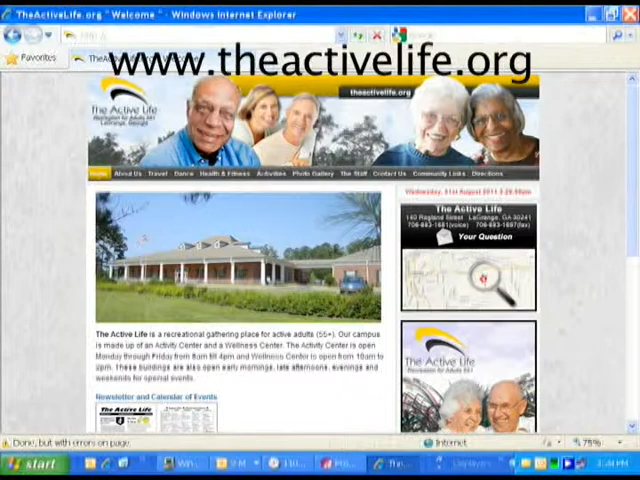 TheActiveLife.org " Welcome " - Windows Internet Explorer
Favorites
www.theactivelife.org
theactivelife.org
The Active Life
Recreation for Adults 55+
LaGrange, Georgia
Home About Us Travel Dance Health & Fitness Activities Photo Gallery The Staff Contact Us Community Links Directions
Wednesday, 31st August 2011
The Active Life
140 Ragland Street LaGrange, GA 30241
Your Question
The Active Life is a recreational gathering place for active adults (55+). Our campus
is made up of an Activity Center and a Wellness Center. The Activity Center is open
Monday through Friday from 8am till 4pm and Wellness Center is open from 10am to
2pm. These buildings are also open early mornings, late afternoons, evenings and
weekends for special events.
Newsletter and Calendar of Events
The Active Life
The Active Life
Recreation for Adults 55+
Done, but with errors on page.
Internet
75%
start